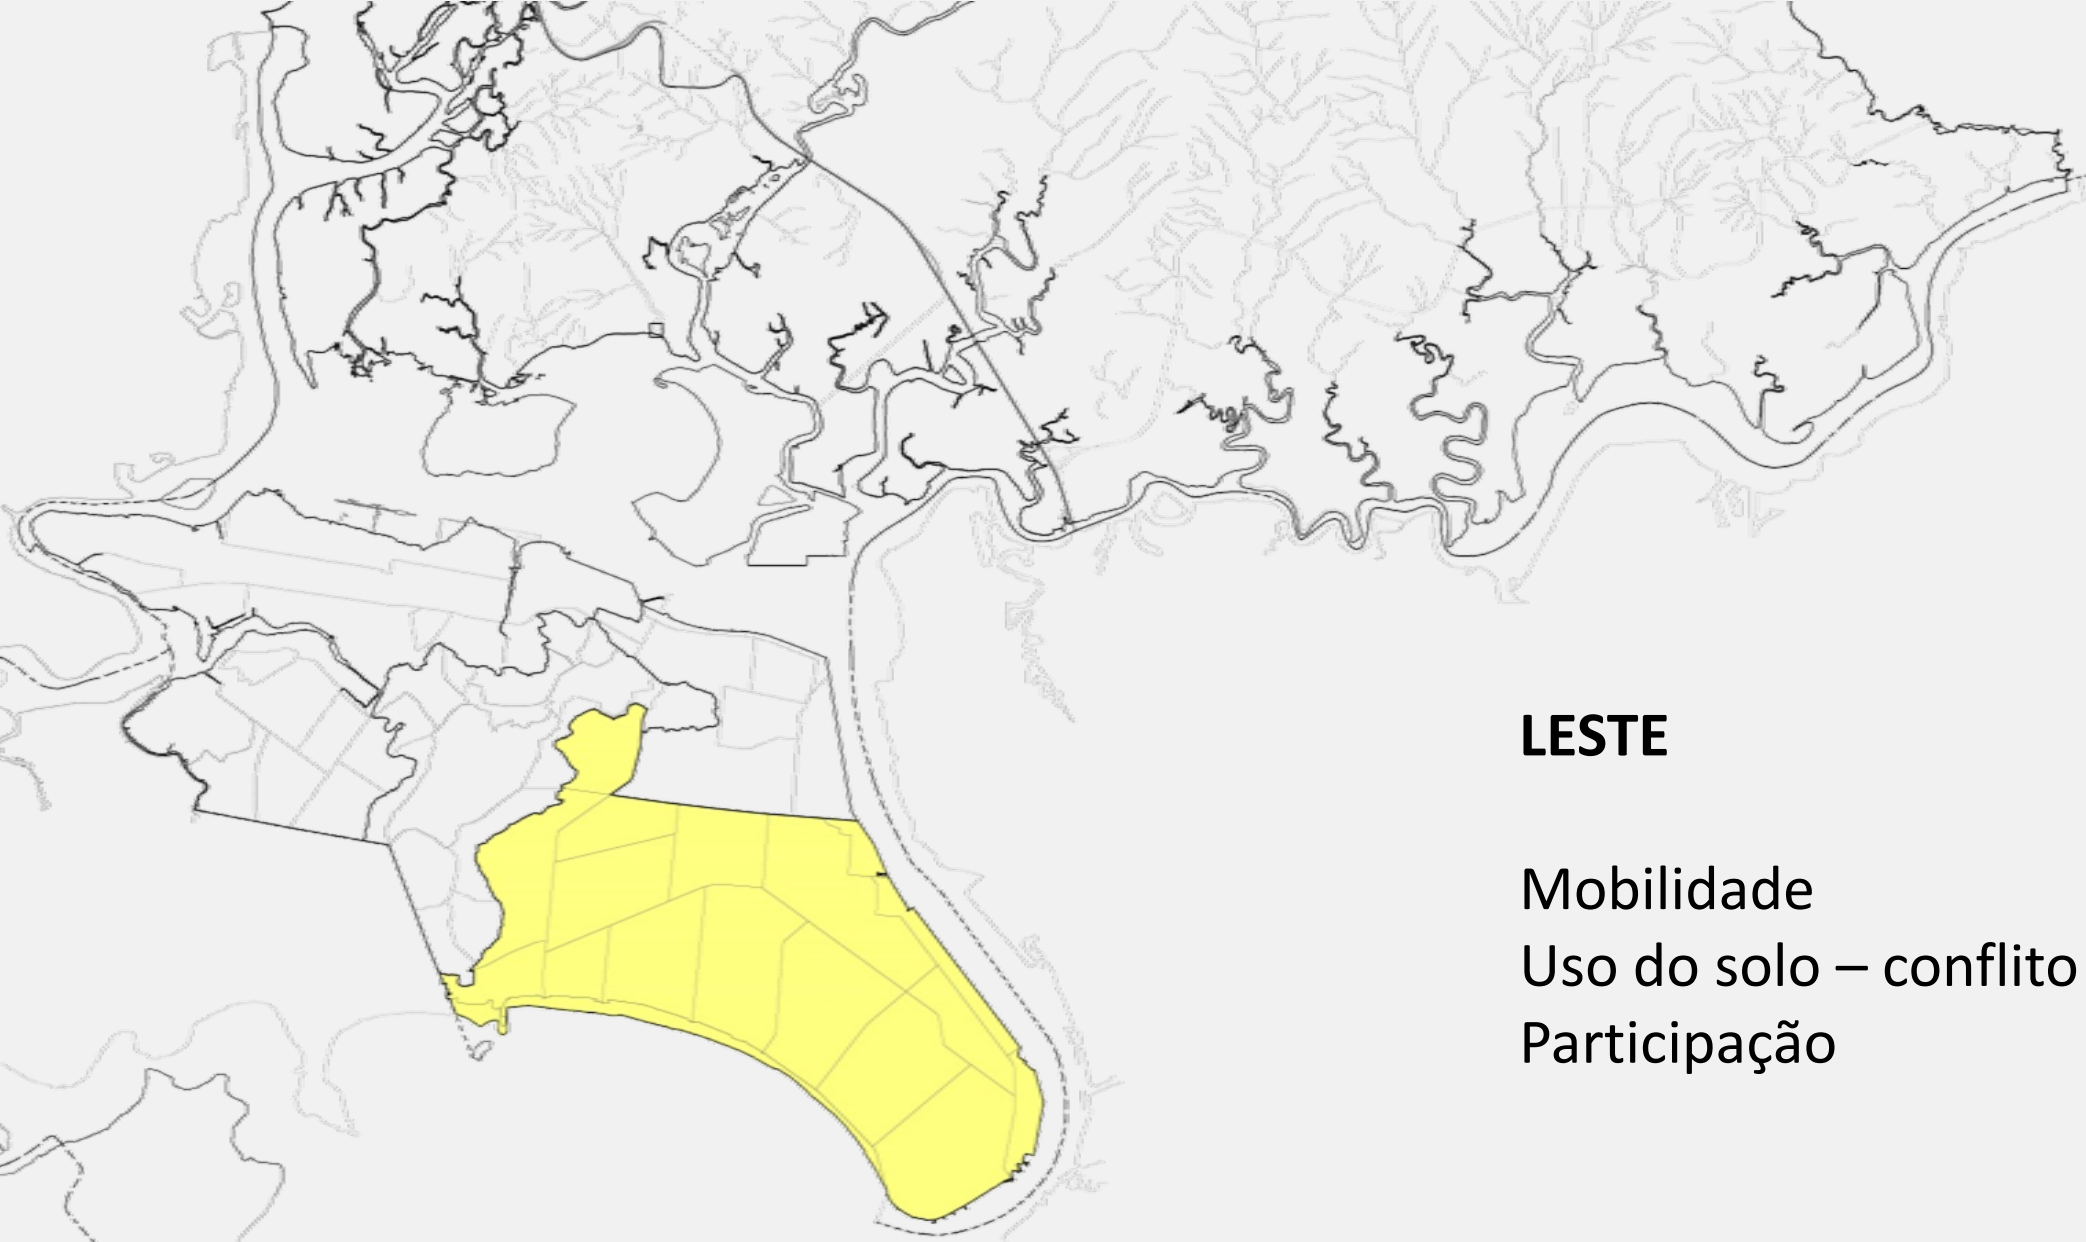 LESTE
Mobilidade
Uso do solo – conflito
Participação